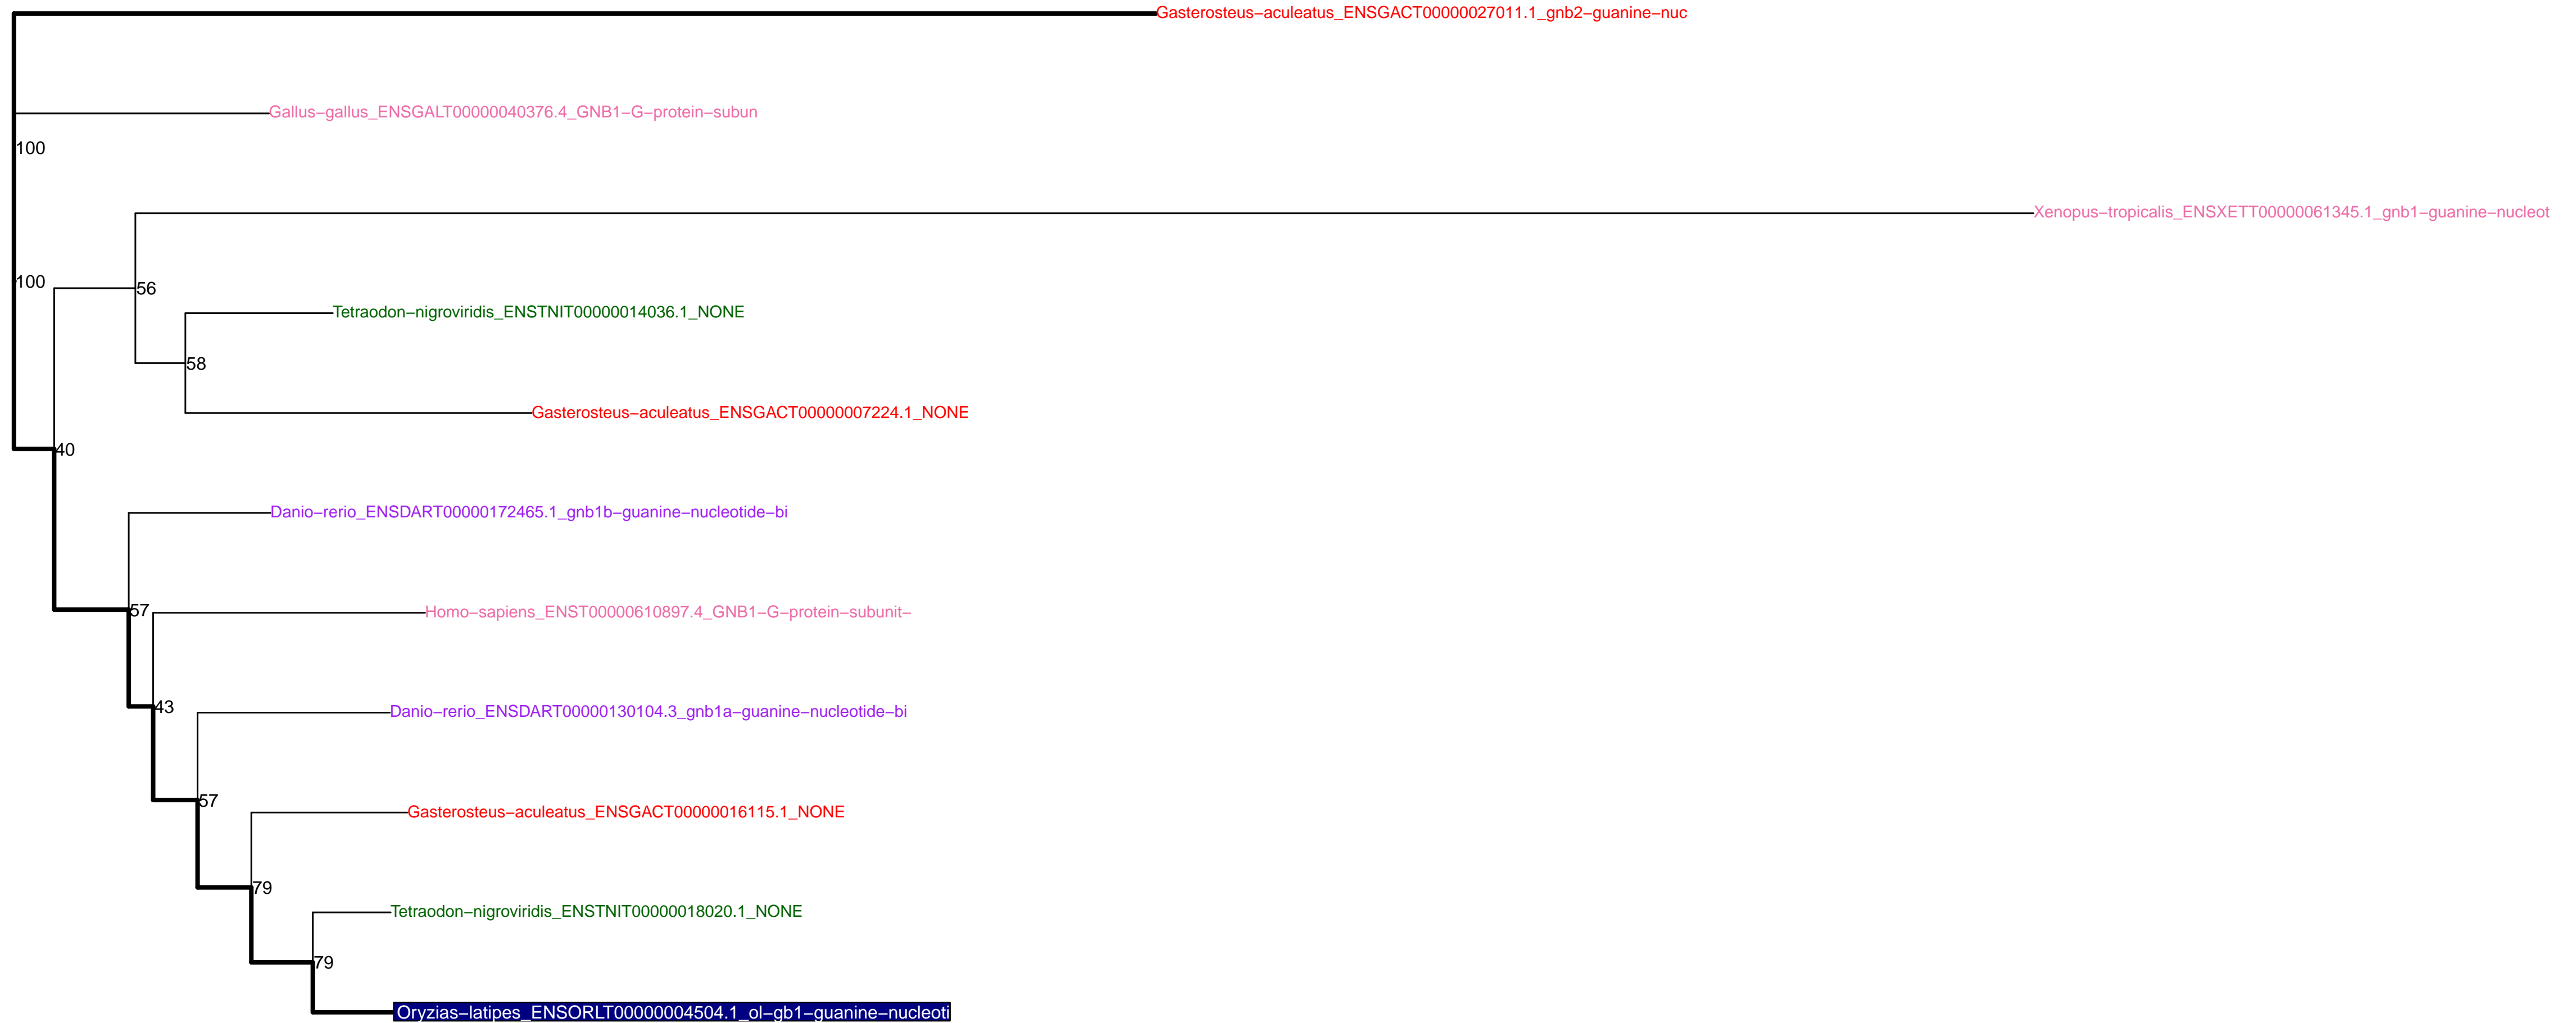 Gasterosteus−aculeatus_ENSGACT00000027011.1_gnb2−guanine−nuc
Gallus−gallus_ENSGALT00000040376.4_GNB1−G−protein−subun
100
Xenopus−tropicalis_ENSXETT00000061345.1_gnb1−guanine−nucleot
100
56
Tetraodon−nigroviridis_ENSTNIT00000014036.1_NONE
58
Gasterosteus−aculeatus_ENSGACT00000007224.1_NONE
40
Danio−rerio_ENSDART00000172465.1_gnb1b−guanine−nucleotide−bi
57
Homo−sapiens_ENST00000610897.4_GNB1−G−protein−subunit−
43
Danio−rerio_ENSDART00000130104.3_gnb1a−guanine−nucleotide−bi
57
Gasterosteus−aculeatus_ENSGACT00000016115.1_NONE
79
Tetraodon−nigroviridis_ENSTNIT00000018020.1_NONE
79
Oryzias−latipes_ENSORLT00000004504.1_ol−gb1−guanine−nucleoti